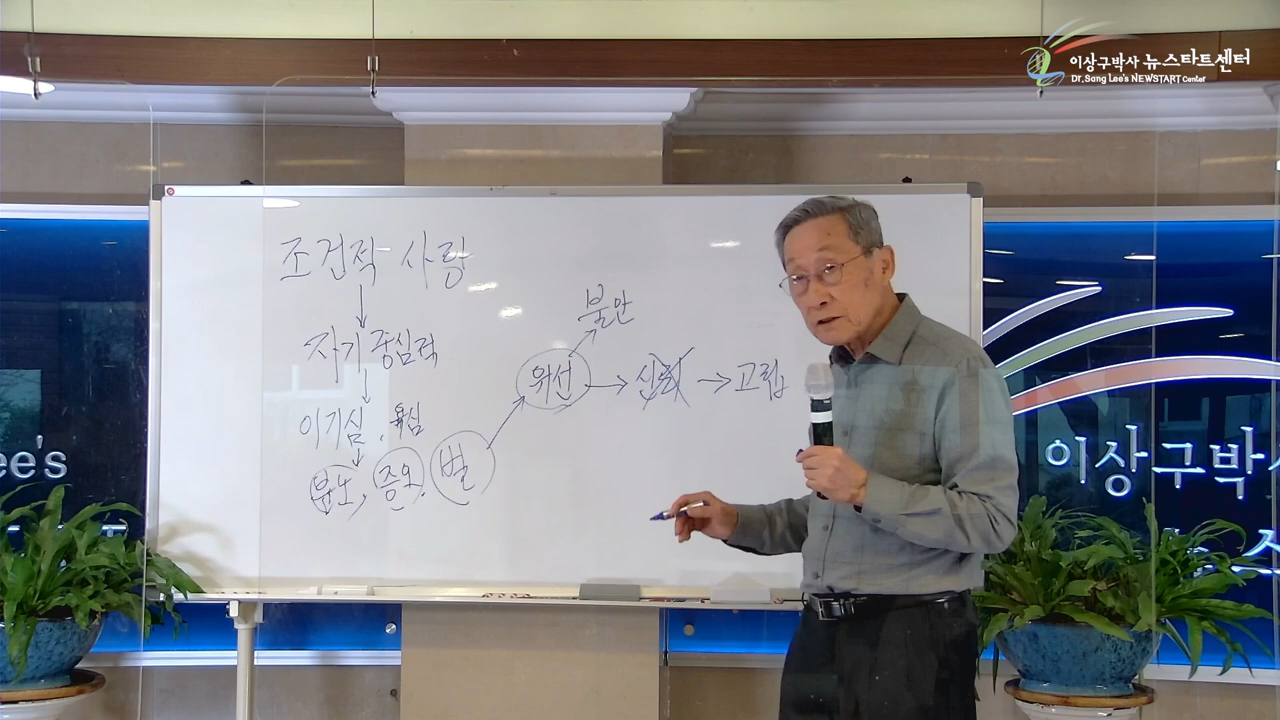 이상구박사 뉴스타트센터
Dr. Sang Lee's NEWSTART Center
조건적 사랑
자기 중심적
이기심, 욕심
분노, 증오, 벌
위선
불안
신뢰
고립
ee's
이상구박사